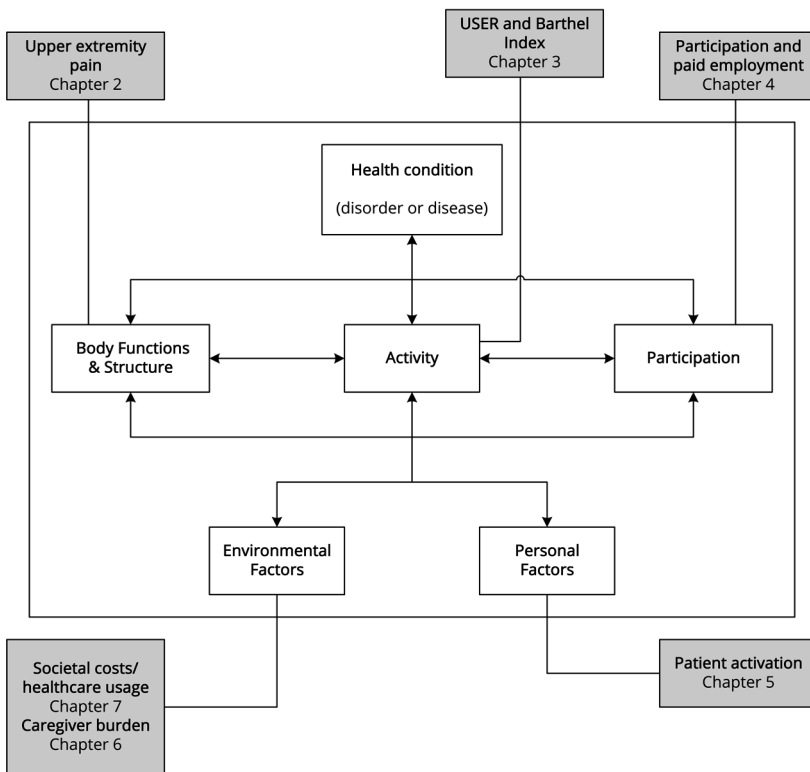 Upper extremity
pain
Chapter 2
USER and Barthel
Index
Chapter 3
Participation and
paid employment
Chapter 4
Health condition
(disorder or disease)
Body Functions
& Structure
Activity
Participation
Environmental
Factors
Personal
Factors
Societal costs/
healthcare usage
Chapter 7
Caregiver burden
Chapter 6
Patient activation
Chapter 5